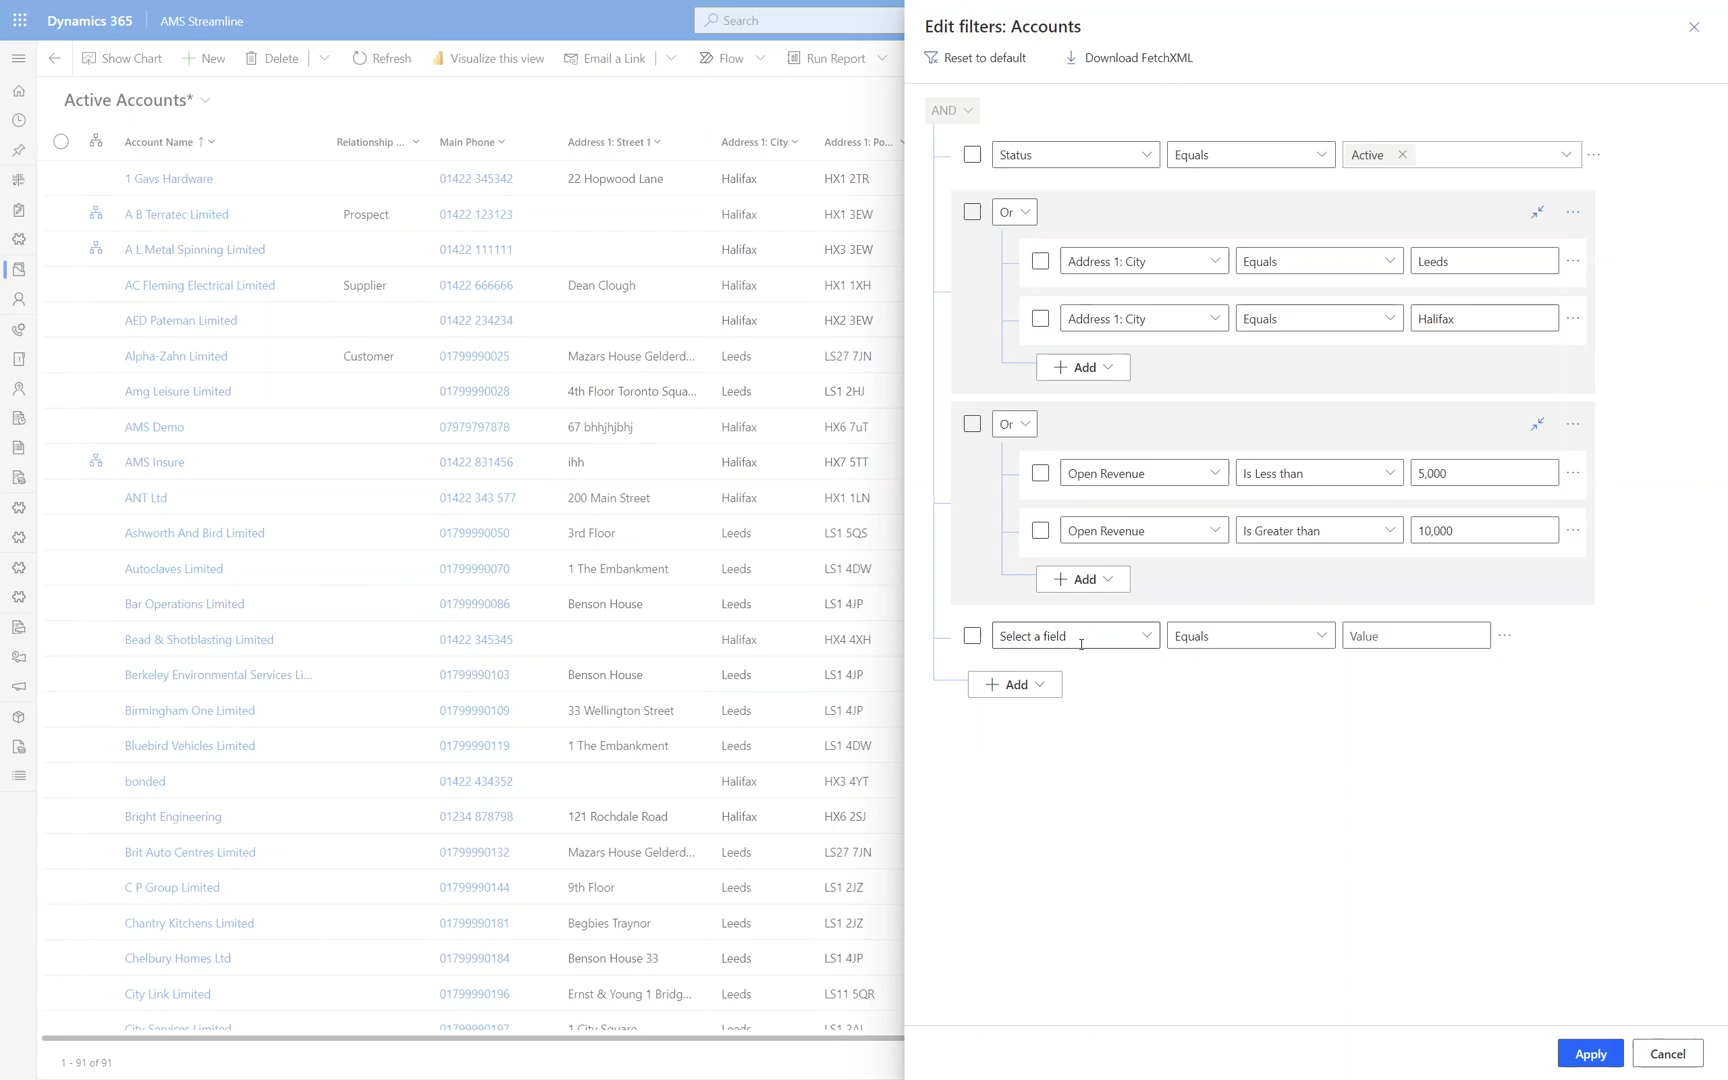 Dynamics 365 AMS Streamline Search
Show Chart New Delete Refresh Visualize this view Email a Link Flow Run Report
Active Accounts*
Account Name ↑ Relationship ... Main Phone Address 1: Street 1 Address 1: City Address 1: Po...
1 Gavs Hardware 01422 345342 22 Hopwood Lane Halifax HX1 2TR
A B Terratec Limited Prospect 01422 123123 Halifax HX1 3EW
A L Metal Spinning Limited 01422 111111 Halifax HX3 3EW
AC Fleming Electrical Limited Supplier 01422 666666 Dean Clough Halifax HX1 1XH
AED Pateman Limited 01422 234234 Halifax HX2 3EW
Alpha-Zahn Limited Customer 01799990025 Mazars House Gelderd... Leeds LS27 7JN
Amg Leisure Limited 01799990028 4th Floor Toronto Squa... Leeds LS1 2HJ
AMS Demo 07979797878 67 bhhjhjbhj Halifax HX6 7uT
AMS Insure 01422 831456 ihh Halifax HX7 5TT
ANT Ltd 01422 343 577 200 Main Street Halifax HX1 1LN
Ashworth And Bird Limited 01799990050 3rd Floor Leeds LS1 5QS
Autoclaves Limited 01799990070 1 The Embankment Leeds LS1 4DW
Bar Operations Limited 01799990086 Benson House Leeds LS1 4JP
Bead & Shotblasting Limited 01422 345345 Halifax HX4 4XH
Berkeley Environmental Services Li... 01799990103 Benson House Leeds LS1 4JP
Birmingham One Limited 01799990109 33 Wellington Street Leeds LS1 4JP
Bluebird Vehicles Limited 01799990119 1 The Embankment Leeds LS1 4DW
bonded 01422 434352 Halifax HX3 4YT
Bright Engineering 01234 878798 121 Rochdale Road Halifax HX6 2SJ
Brit Auto Centres Limited 01799990132 Mazars House Gelderd... Leeds LS27 7JN
C P Group Limited 01799990144 9th Floor Leeds LS1 2JZ
Chantry Kitchens Limited 01799990181 Begbies Traynor Leeds LS1 2JZ
Chelbury Homes Ltd 01799990184 Benson House 33 Leeds LS1 4JP
City Link Limited 01799990196 Ernst & Young 1 Bridg... Leeds LS11 5QR
City Services Limited 01799990197 1 City Square Leeds LS1 2AL
1 - 91 of 91
Edit filters: Accounts
Reset to default Download FetchXML
AND
Status Equals Active
Or
Address 1: City Equals Leeds
Address 1: City Equals Halifax
Add
Or
Open Revenue Is Less than 5,000
Open Revenue Is Greater than 10,000
Add
Select a field Equals Value
Add
Apply Cancel